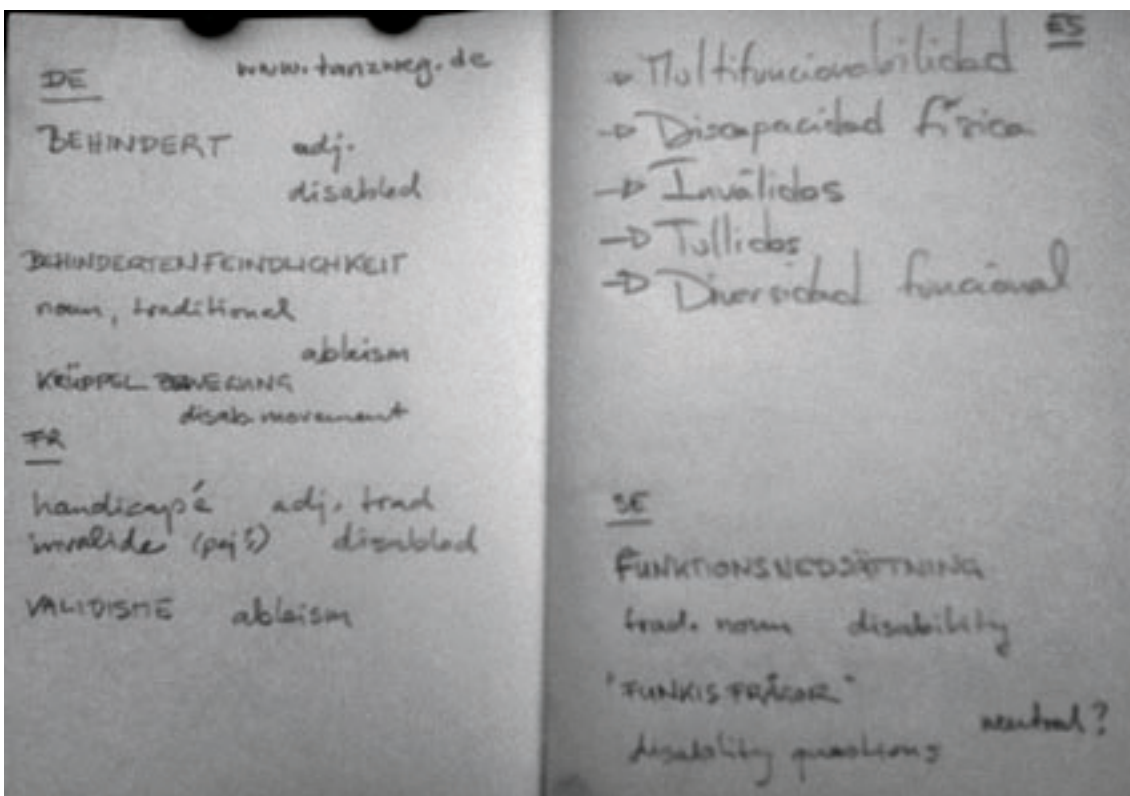 DE www.tanzweg.de
BEHINDERT adj.
disabled
BEHINDERTENFEINDLICHKEIT
noun, traditional
ableism
KRÜPPELBEWEGUNG
disab. movement
FR
handicapé adj. trad
invalide (pej?) disabled
VALIDISME ableism
ES
→ Multifuncionabilidad
→ Discapacidad física
→ Inválidos
→ Tullidos
→ Diversidad funcional
SE
FUNKTIONSNEDSÄTTNING
trad. noun disability
"FUNKISFRÅGOR"
neutral?
disability questions